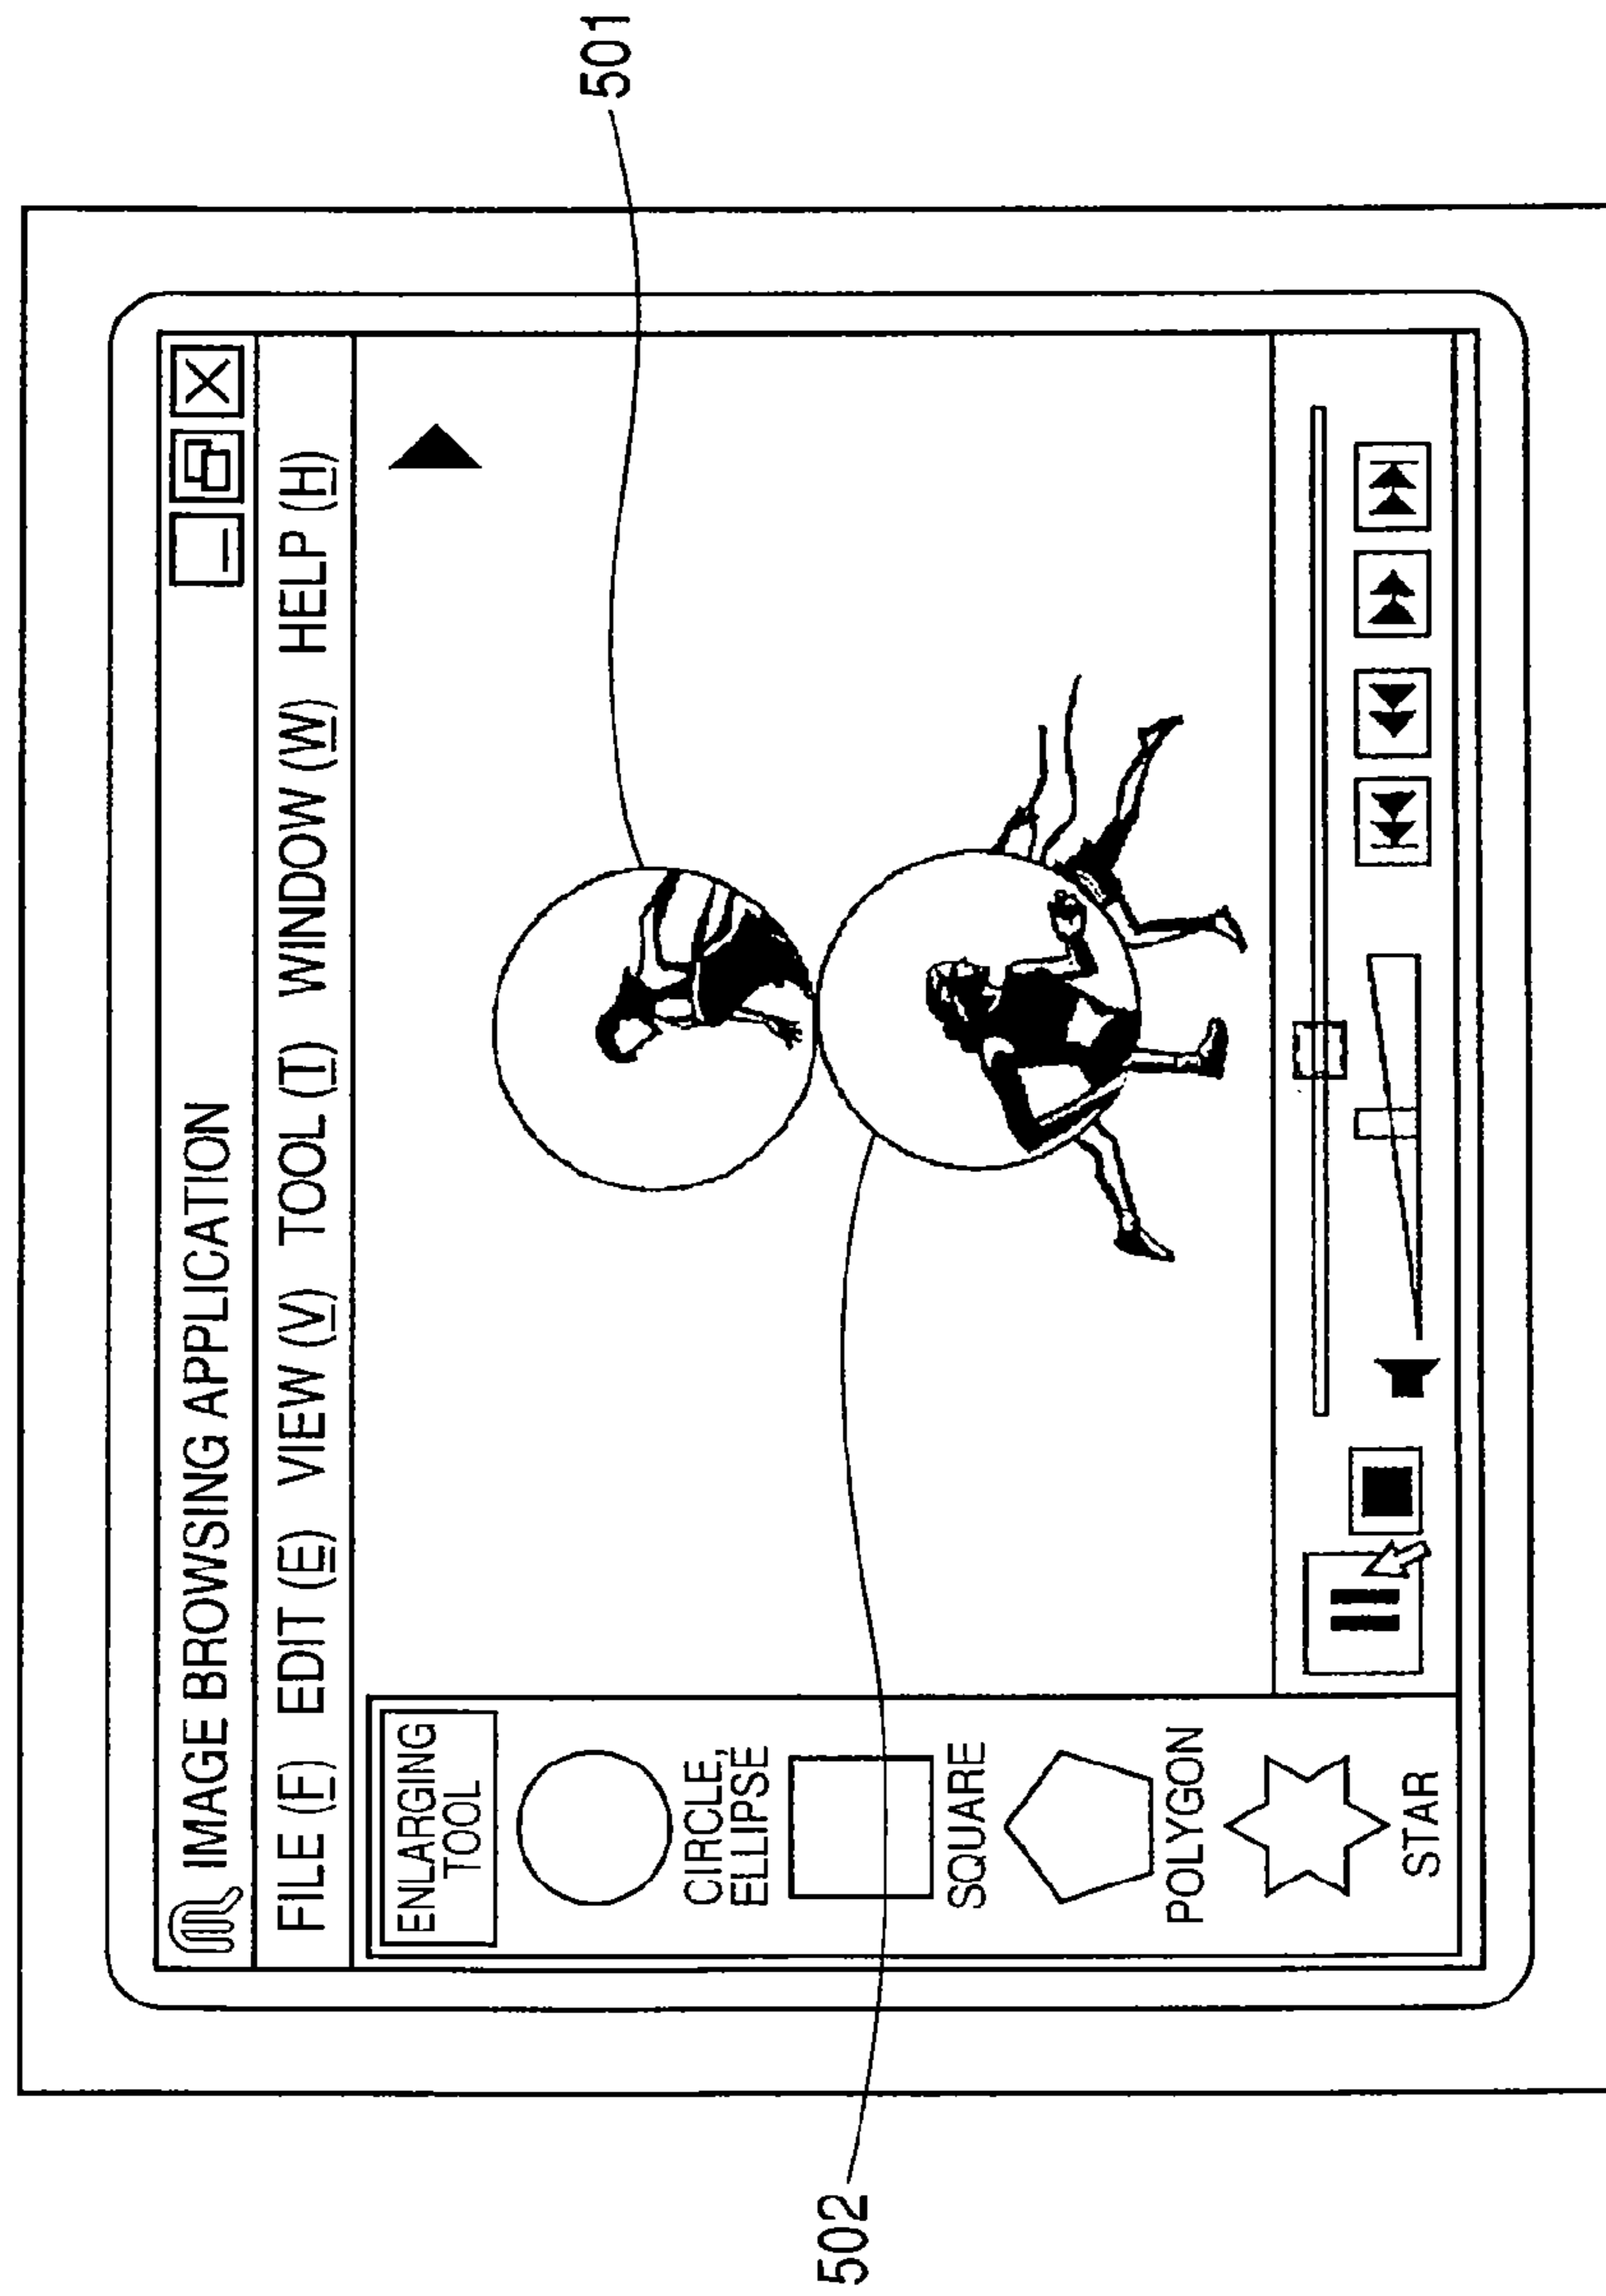 IMAGE BROWSING APPLICATION
FILE (F) EDIT (E) VIEW (V) TOOL (T) WINDOW (W) HELP (H)
ENLARGING
TOOL
CIRCLE,
ELLIPSE
SQUARE
POLYGON
STAR
501
502